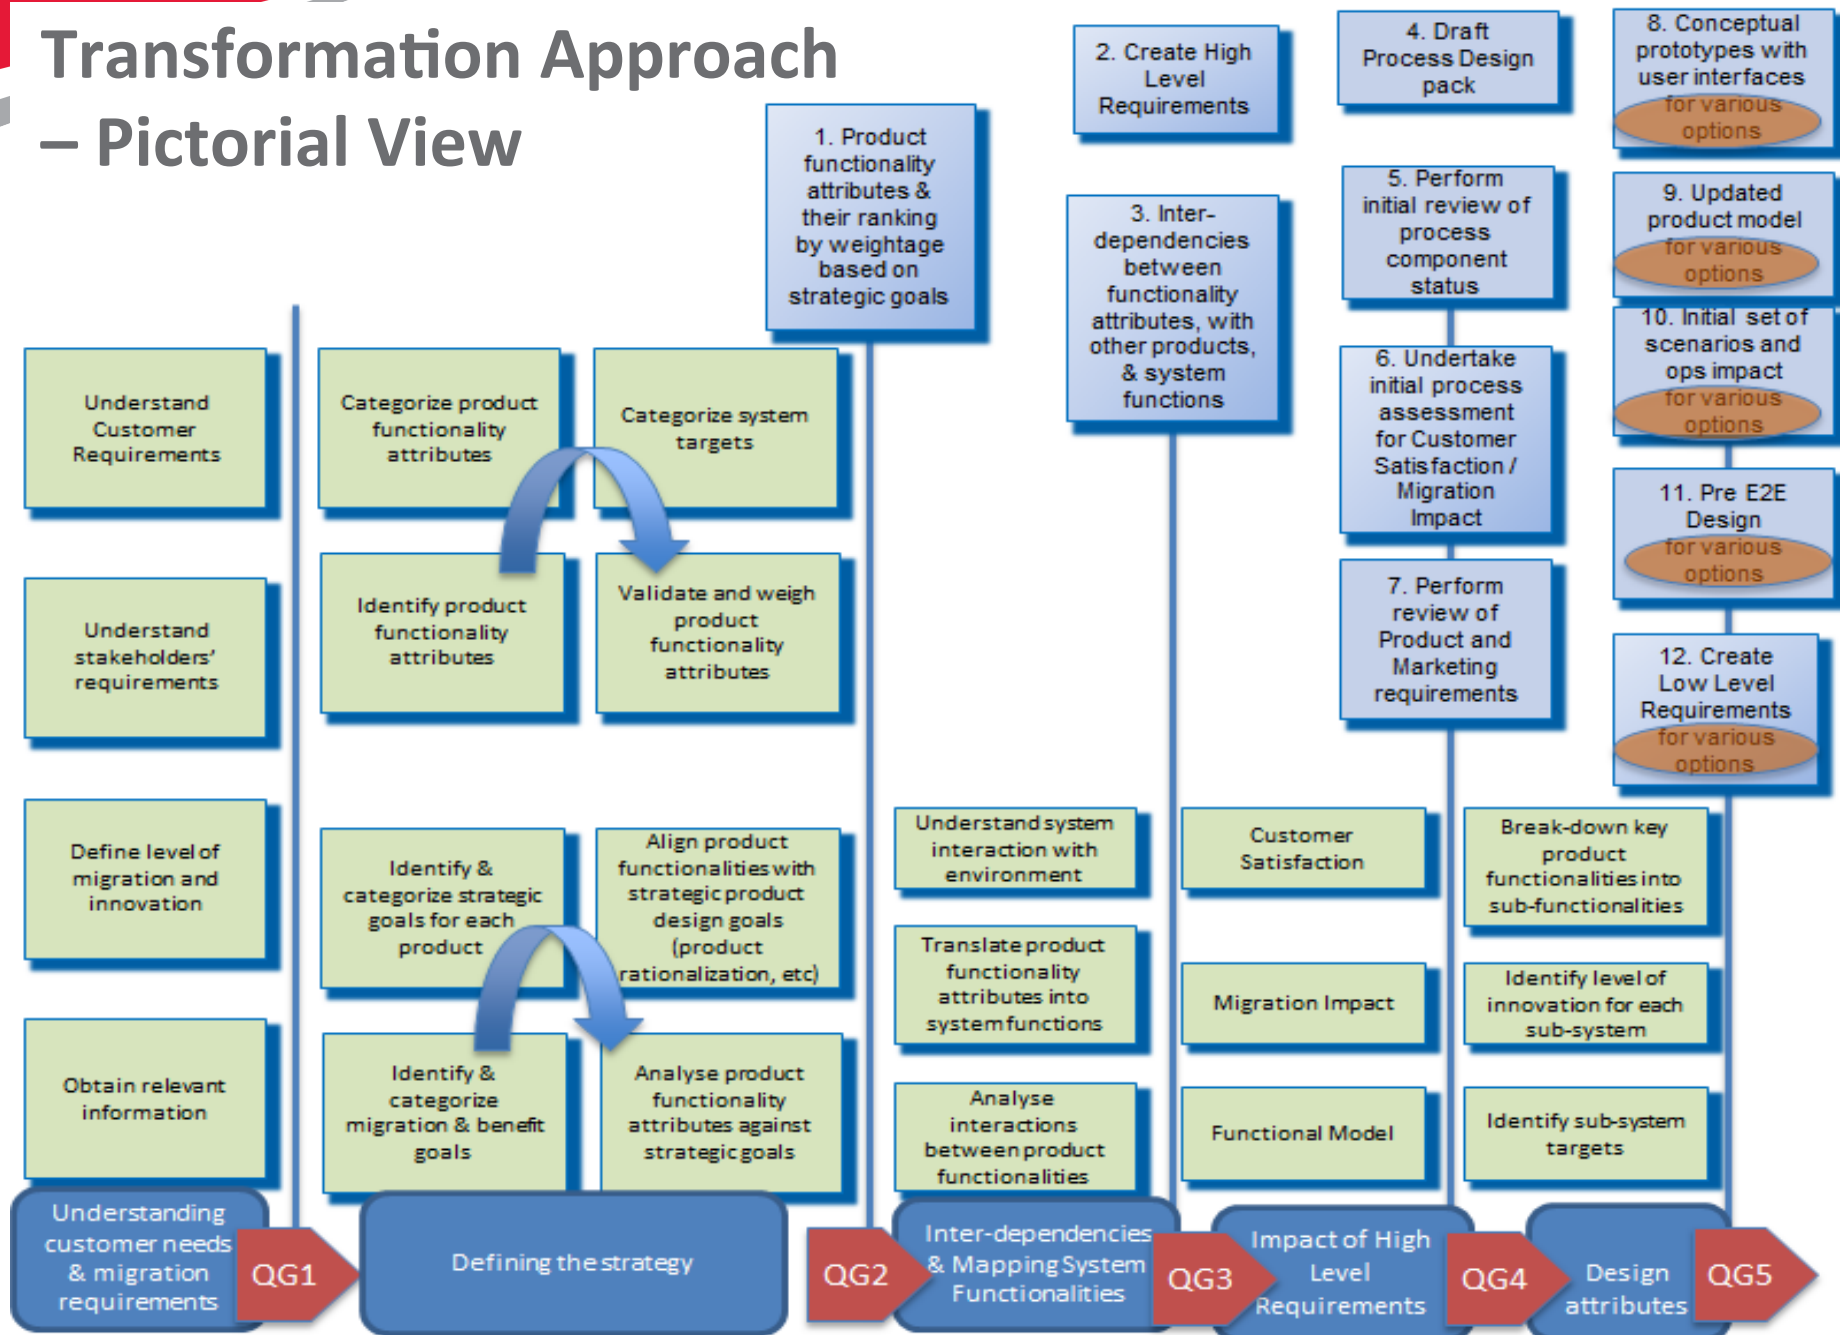 Transformation Approach
– Pictorial View
1. Product
functionality
attributes &
their ranking
by weightage
based on
strategic goals
2. Create High
Level
Requirements
3. Inter-
dependencies
between
functionality
attributes, with
other products,
& system
functions
4. Draft
Process Design
pack
5. Perform
initial review of
process
component
status
6. Undertake
initial process
assessment
for Customer
Satisfaction /
Migration
Impact
7. Perform
review of
Product and
Marketing
requirements
8. Conceptual
prototypes with
user interfaces
for various
options
9. Updated
product model
for various
options
10. Initial set of
scenarios and
ops impact
for various
options
11. Pre E2E
Design
for various
options
12. Create
Low Level
Requirements
for various
options
Understand
Customer
Requirements
Understand
stakeholders'
requirements
Define level of
migration and
innovation
Obtain relevant
information
Categorize product
functionality
attributes
Categorize system
targets
Identify product
functionality
attributes
Validate and weigh
product
functionality
attributes
Identify &
categorize strategic
goals for each
product
Align product
functionalities with
strategic product
design goals
(product
rationalization, etc)
Identify &
categorize
migration & benefit
goals
Analyse product
functionality
attributes against
strategic goals
Understand system
interaction with
environment
Translate product
functionality
attributes into
system functions
Analyse
interactions
between product
functionalities
Customer
Satisfaction
Migration Impact
Functional Model
Break-down key
product
functionalities into
sub-functionalities
Identify level of
innovation for each
sub-system
Identify sub-system
targets
Understanding
customer needs
& migration
requirements
QG1
Defining the strategy
QG2
Inter-dependencies
& Mapping System
Functionalities
QG3
Impact of High
Level
Requirements
QG4
Design
attributes
QG5